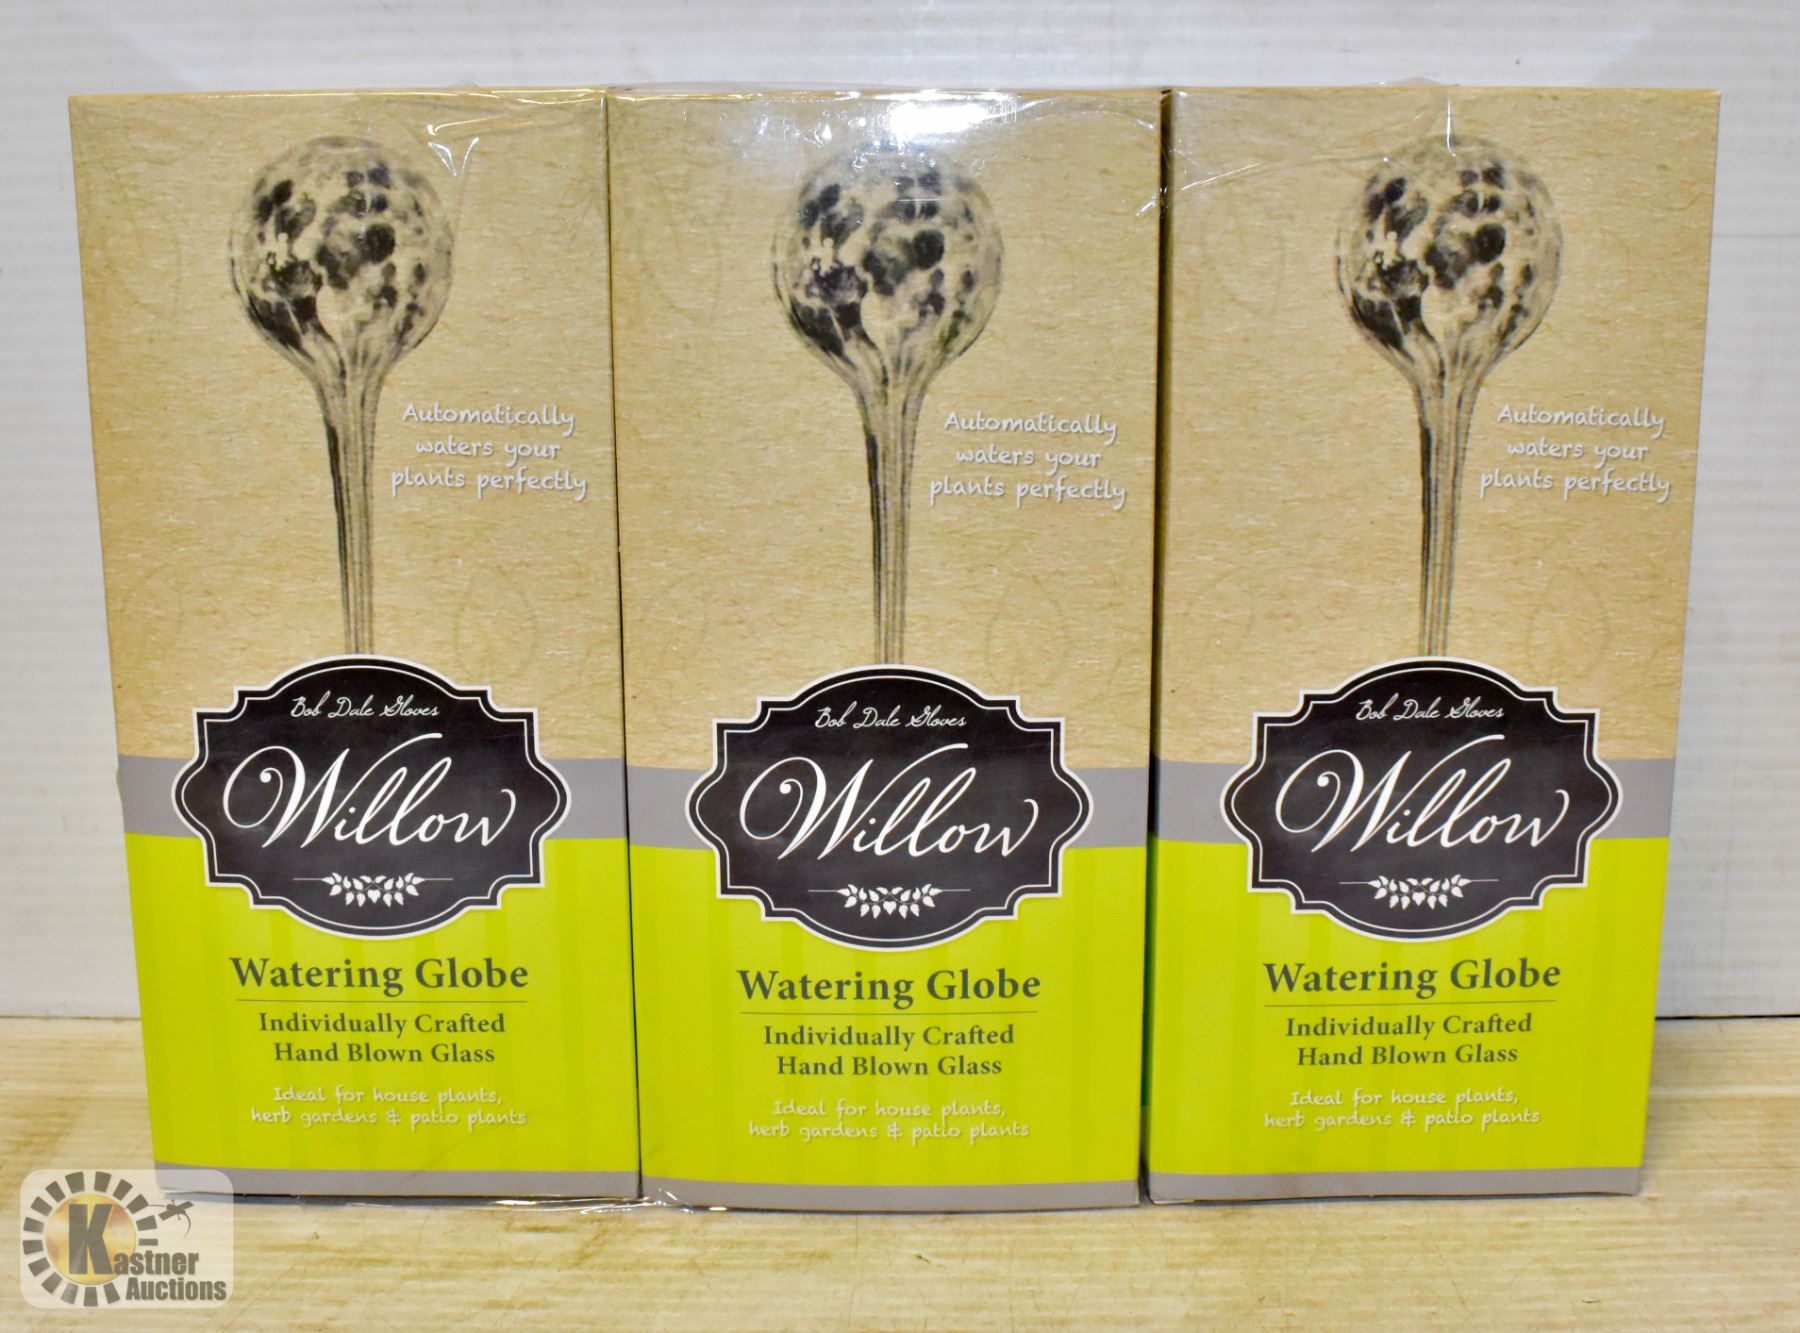 Automatically
waters your
plants perfectly
Bob Dale Gloves
Willow
Watering Globe
Individually Crafted
Hand Blown Glass
Ideal for house plants,
herb gardens & patio plants
Automatically
waters your
plants perfectly
Bob Dale Gloves
Willow
Watering Globe
Individually Crafted
Hand Blown Glass
Ideal for house plants,
herb gardens & patio plants
Automatically
waters your
plants perfectly
Bob Dale Gloves
Willow
Watering Globe
Individually Crafted
Hand Blown Glass
Ideal for house plants,
herb gardens & patio plants
Kastner
Auctions